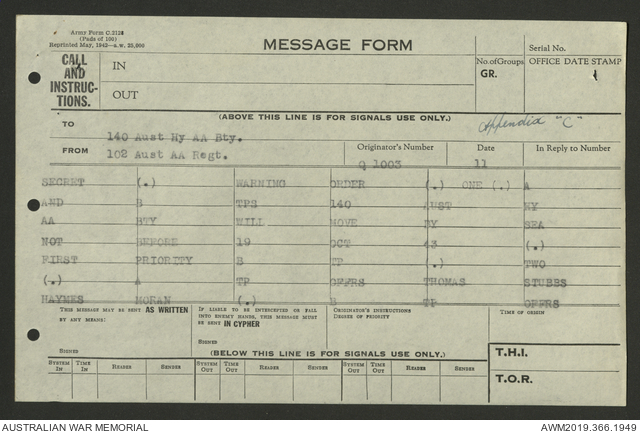 Army Form C.2128
(Pads of 100)
Reprinted May, 1942—s.w. 25,000
MESSAGE FORM
Serial No.
CALL AND INSTRUC-TIONS.
IN
OUT
No. of Groups
GR.
OFFICE DATE STAMP
(ABOVE THIS LINE IS FOR SIGNALS USE ONLY.)
Appendix "C"
TO
140 Aust Hy AA Bty.
FROM
102 Aust AA Regt.
Originator's Number
Q 1003
Date
11
In Reply to Number
SECRET (.) WARNING ORDER (.) ONE (.) A
AND B TPS 140 AUST HY
AA BTY WILL MOVE BY SEA
NOT BEFORE 19 OCT 43 (.)
FIRST PRIORITY B TP (.) TWO
(.) A TP OFFRS THOMAS STUBBS
HAYMES MORAN (.) B TP OFFRS
THIS MESSAGE MAY BE SENT AS WRITTEN
BY ANY MEANS:
SIGNED
IF LIABLE TO BE INTERCEPTED OR FALL
INTO ENEMY HANDS, THIS MESSAGE MUST
BE SENT IN CYPHER
SIGNED
ORIGINATOR'S INSTRUCTIONS
DEGREE OF PRIORITY
TIME OF ORIGIN
(BELOW THIS LINE IS FOR SIGNALS USE ONLY.)
SYSTEM IN TIME IN READER SENDER SYSTEM OUT TIME OUT READER SENDER SYSTEM OUT TIME OUT READER SENDER
T.H.I.
T.O.R.
AUSTRALIAN WAR MEMORIAL
AWM2019.366.1949